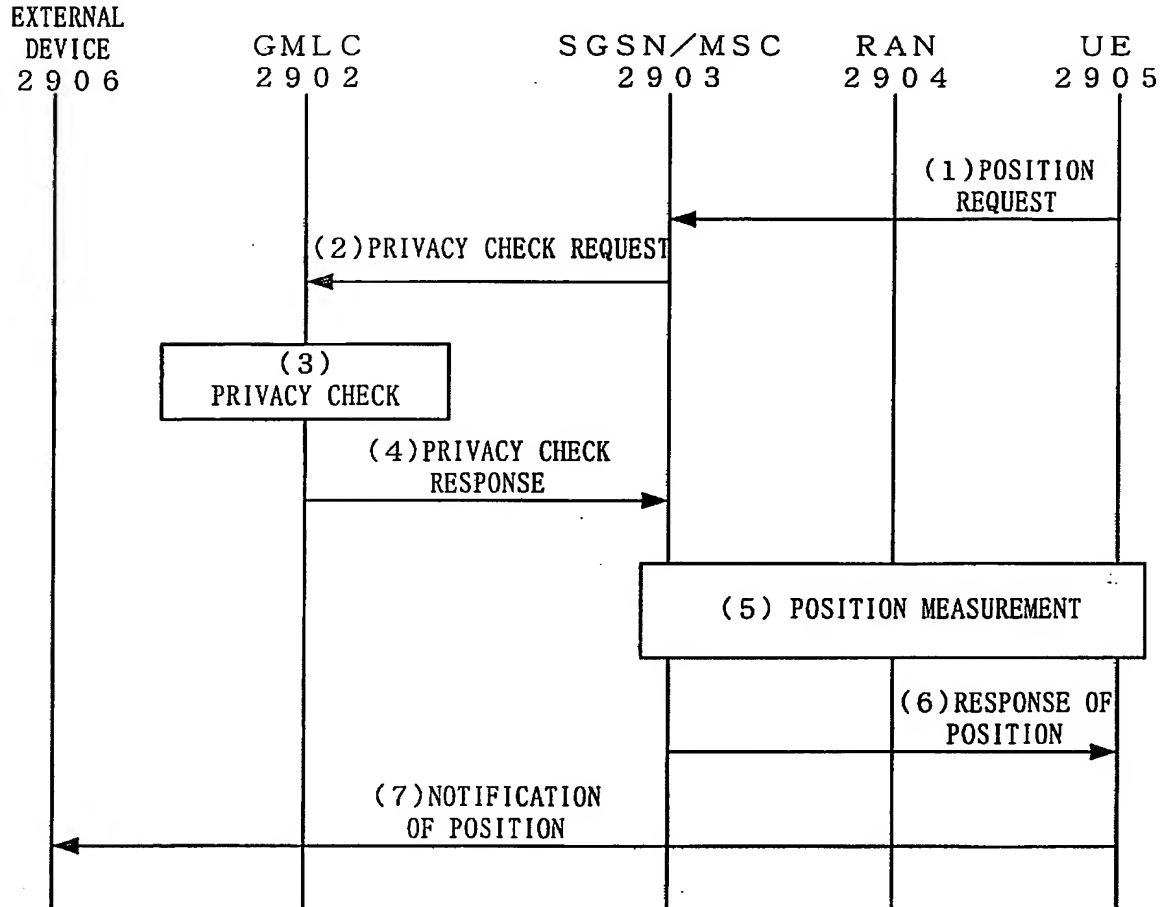 EXTERNAL
DEVICE
2906
GMLC
2902
SGSN/MSC
2903
RAN
2904
UE
2905
(1)POSITION
REQUEST
(2)PRIVACY CHECK REQUEST
(3)
PRIVACY CHECK
(4)PRIVACY CHECK
RESPONSE
(5) POSITION MEASUREMENT
(6)RESPONSE OF
POSITION
(7)NOTIFICATION
OF POSITION